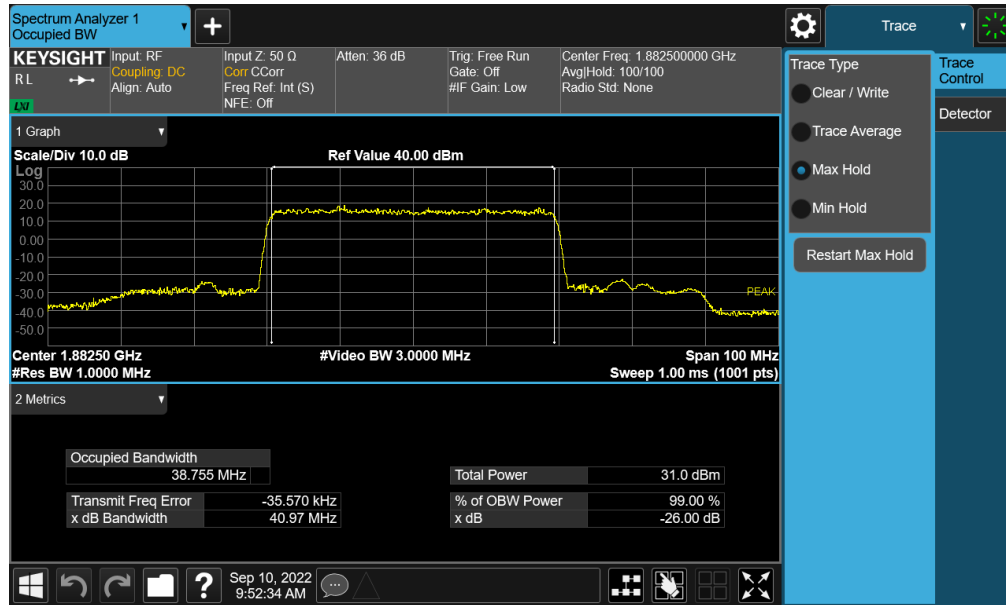 Spectrum Analyzer 1
Occupied BW
Trace
KEYSIGHT
R L
LXI
Input: RF
Coupling: DC
Align: Auto
Input Z: 50 Ω
Corr CCorr
Freq Ref: Int (S)
NFE: Off
Atten: 36 dB
Trig: Free Run
Gate: Off
#IF Gain: Low
Center Freq: 1.882500000 GHz
Avg|Hold: 100/100
Radio Std: None
1 Graph
Scale/Div 10.0 dB
Ref Value 40.00 dBm
Log
30.0
20.0
10.0
0.00
-10.0
-20.0
-30.0
-40.0
-50.0
PEAK
Center 1.88250 GHz
#Video BW 3.0000 MHz
Span 100 MHz
#Res BW 1.0000 MHz
Sweep 1.00 ms (1001 pts)
2 Metrics
Occupied Bandwidth
38.755 MHz
Total Power 31.0 dBm
Transmit Freq Error -35.570 kHz
% of OBW Power 99.00 %
x dB Bandwidth 40.97 MHz
x dB -26.00 dB
Sep 10, 2022
9:52:34 AM
Trace Type
Clear / Write
Trace Average
Max Hold
Min Hold
Restart Max Hold
Trace
Control
Detector